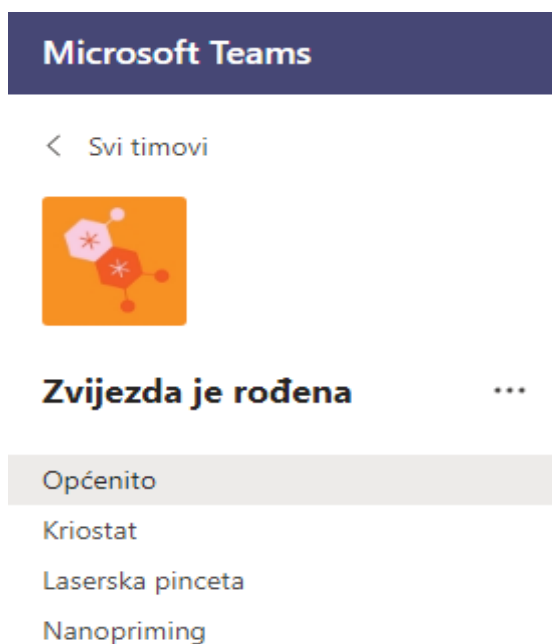 Microsoft Teams
Svi timovi
Zvijezda je rođena
Općenito
Kriostat
Laserska pinceta
Nanopriming